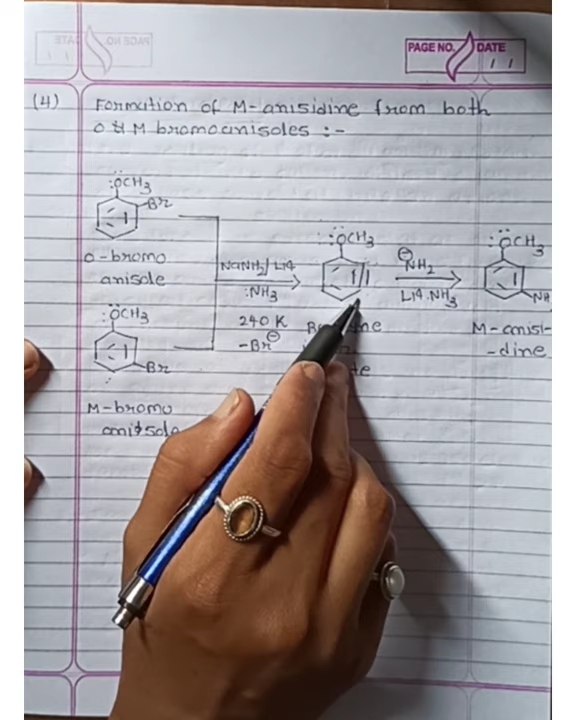 PAGE NO.
DATE
/ /
(4) Formation of M-anisidine from both
O & M bromoanisoles :-
:ÖCH3
Br
O-bromo
anisole
:ÖCH3
Br
M-bromo
NaNH2/ Liq
:NH3
240 K
-Br⊖
:ÖCH3
⊖NH2
Liq.NH3
:ÖCH3
NH
M-anisi-
-dine